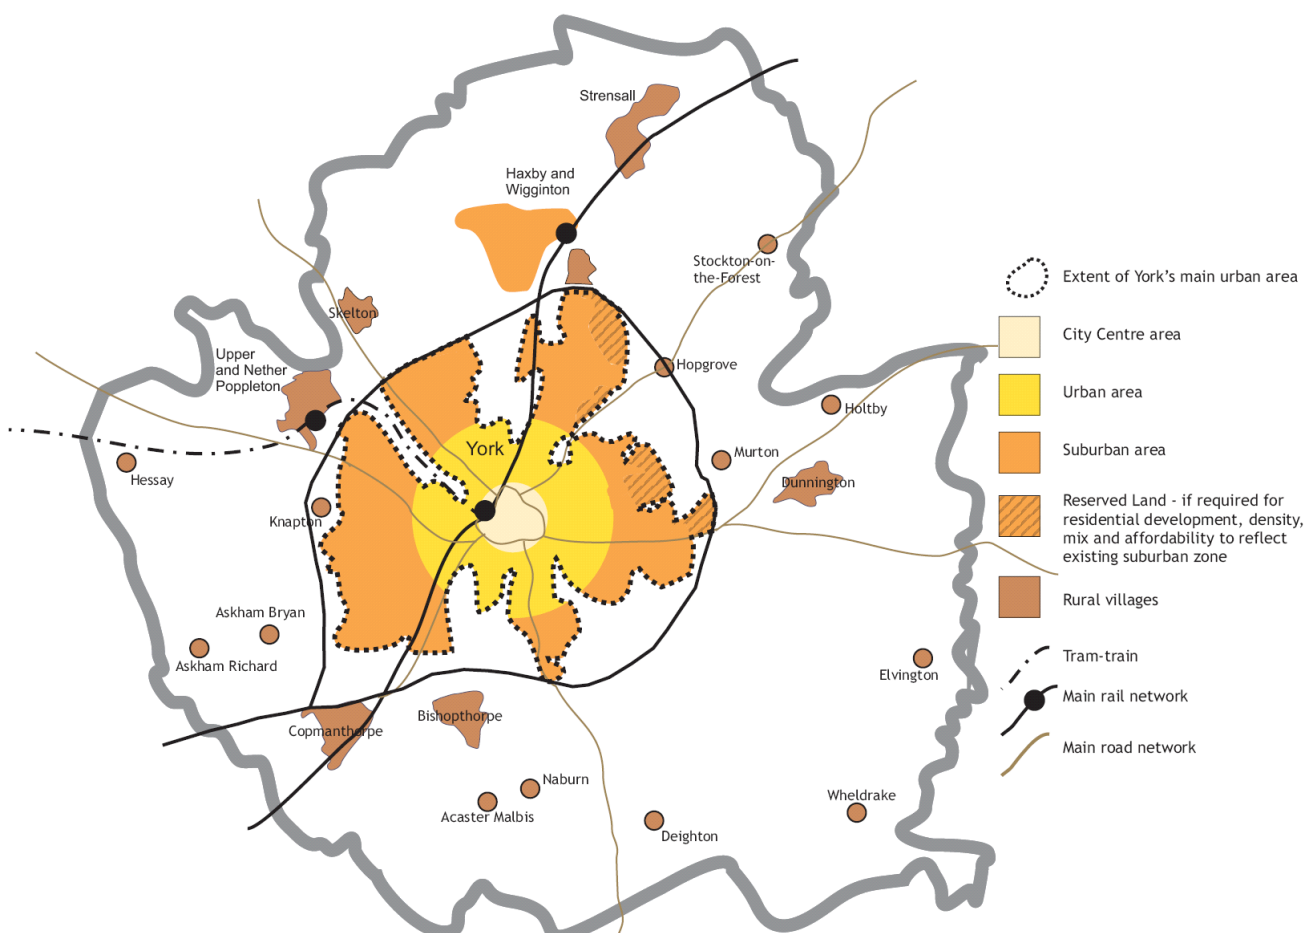 Strensall
Haxby and
Wigginton
Stockton-on-
the-Forest
Skelton
Upper
and Nether
Poppleton
Hopgrove
Holtby
York
Murton
Hessay
Dunnington
Knapton
Askham Bryan
Askham Richard
Elvington
Bishopthorpe
Copmanthorpe
Naburn
Acaster Malbis
Wheldrake
Deighton
Extent of York's main urban area
City Centre area
Urban area
Suburban area
Reserved Land - if required for
residential development, density,
mix and affordability to reflect
existing suburban zone
Rural villages
Tram-train
Main rail network
Main road network